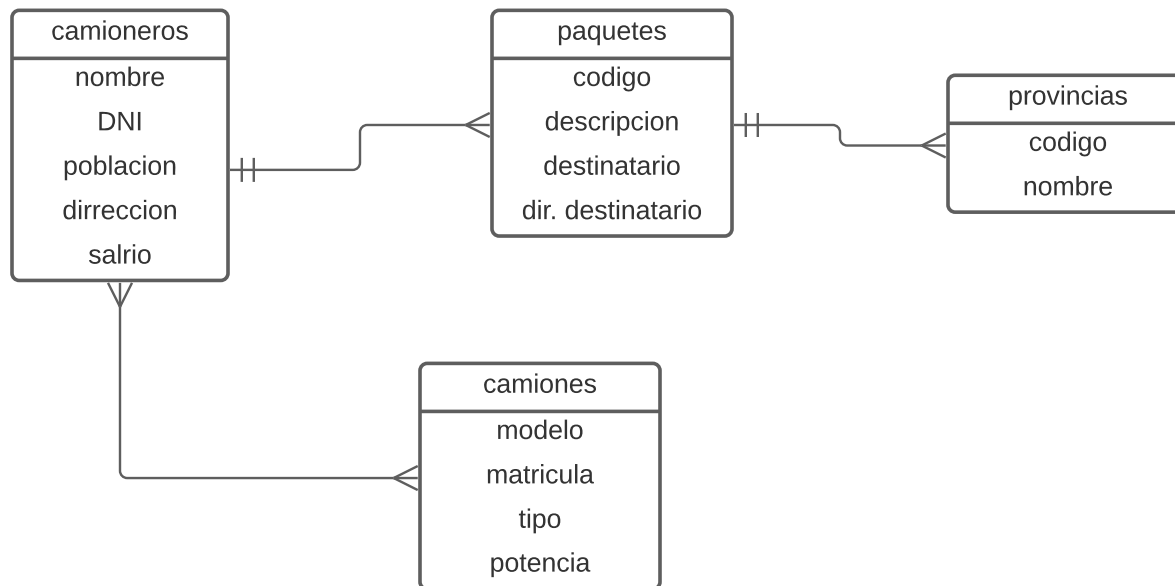 camioneros
nombre
DNI
poblacion
dirreccion
salrio
paquetes
codigo
descripcion
destinatario
dir. destinatario
provincias
codigo
nombre
camiones
modelo
matricula
tipo
potencia